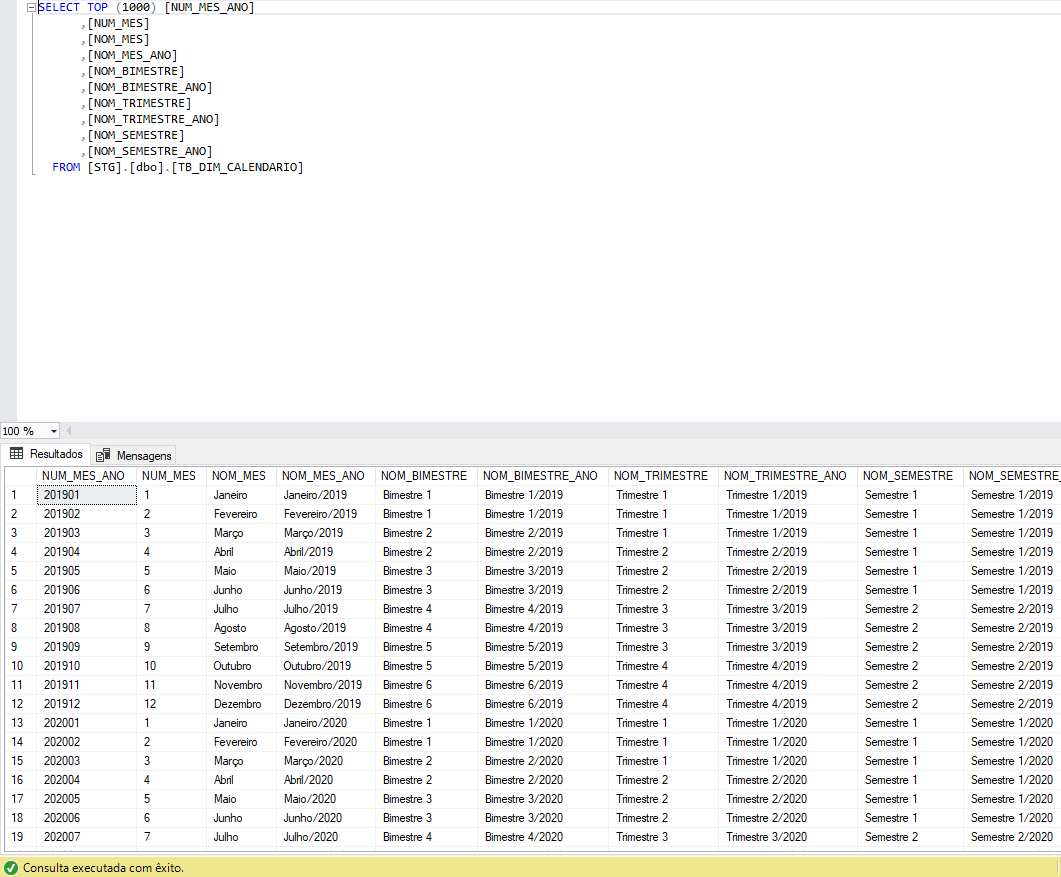 SELECT TOP (1000) [NUM_MES_ANO]
,[NUM_MES]
,[NOM_MES]
,[NOM_MES_ANO]
,[NOM_BIMESTRE]
,[NOM_BIMESTRE_ANO]
,[NOM_TRIMESTRE]
,[NOM_TRIMESTRE_ANO]
,[NOM_SEMESTRE]
,[NOM_SEMESTRE_ANO]
FROM [STG].[dbo].[TB_DIM_CALENDARIO]
100 %
Resultados Mensagens
NUM_MES_ANO NUM_MES NOM_MES NOM_MES_ANO NOM_BIMESTRE NOM_BIMESTRE_ANO NOM_TRIMESTRE NOM_TRIMESTRE_ANO NOM_SEMESTRE NOM_SEMESTRE_
1 201901 1 Janeiro Janeiro/2019 Bimestre 1 Bimestre 1/2019 Trimestre 1 Trimestre 1/2019 Semestre 1 Semestre 1/2019
2 201902 2 Fevereiro Fevereiro/2019 Bimestre 1 Bimestre 1/2019 Trimestre 1 Trimestre 1/2019 Semestre 1 Semestre 1/2019
3 201903 3 Março Março/2019 Bimestre 2 Bimestre 2/2019 Trimestre 1 Trimestre 1/2019 Semestre 1 Semestre 1/2019
4 201904 4 Abril Abril/2019 Bimestre 2 Bimestre 2/2019 Trimestre 2 Trimestre 2/2019 Semestre 1 Semestre 1/2019
5 201905 5 Maio Maio/2019 Bimestre 3 Bimestre 3/2019 Trimestre 2 Trimestre 2/2019 Semestre 1 Semestre 1/2019
6 201906 6 Junho Junho/2019 Bimestre 3 Bimestre 3/2019 Trimestre 2 Trimestre 2/2019 Semestre 1 Semestre 1/2019
7 201907 7 Julho Julho/2019 Bimestre 4 Bimestre 4/2019 Trimestre 3 Trimestre 3/2019 Semestre 2 Semestre 2/2019
8 201908 8 Agosto Agosto/2019 Bimestre 4 Bimestre 4/2019 Trimestre 3 Trimestre 3/2019 Semestre 2 Semestre 2/2019
9 201909 9 Setembro Setembro/2019 Bimestre 5 Bimestre 5/2019 Trimestre 3 Trimestre 3/2019 Semestre 2 Semestre 2/2019
10 201910 10 Outubro Outubro/2019 Bimestre 5 Bimestre 5/2019 Trimestre 4 Trimestre 4/2019 Semestre 2 Semestre 2/2019
11 201911 11 Novembro Novembro/2019 Bimestre 6 Bimestre 6/2019 Trimestre 4 Trimestre 4/2019 Semestre 2 Semestre 2/2019
12 201912 12 Dezembro Dezembro/2019 Bimestre 6 Bimestre 6/2019 Trimestre 4 Trimestre 4/2019 Semestre 2 Semestre 2/2019
13 202001 1 Janeiro Janeiro/2020 Bimestre 1 Bimestre 1/2020 Trimestre 1 Trimestre 1/2020 Semestre 1 Semestre 1/2020
14 202002 2 Fevereiro Fevereiro/2020 Bimestre 1 Bimestre 1/2020 Trimestre 1 Trimestre 1/2020 Semestre 1 Semestre 1/2020
15 202003 3 Março Março/2020 Bimestre 2 Bimestre 2/2020 Trimestre 1 Trimestre 1/2020 Semestre 1 Semestre 1/2020
16 202004 4 Abril Abril/2020 Bimestre 2 Bimestre 2/2020 Trimestre 2 Trimestre 2/2020 Semestre 1 Semestre 1/2020
17 202005 5 Maio Maio/2020 Bimestre 3 Bimestre 3/2020 Trimestre 2 Trimestre 2/2020 Semestre 1 Semestre 1/2020
18 202006 6 Junho Junho/2020 Bimestre 3 Bimestre 3/2020 Trimestre 2 Trimestre 2/2020 Semestre 1 Semestre 1/2020
19 202007 7 Julho Julho/2020 Bimestre 4 Bimestre 4/2020 Trimestre 3 Trimestre 3/2020 Semestre 2 Semestre 2/2020
Consulta executada com êxito.